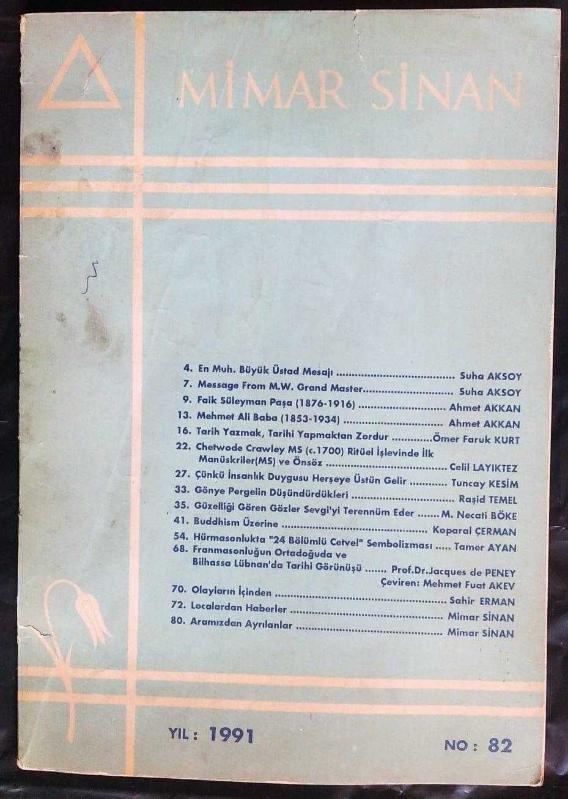 MİMAR SİNAN
4. En Muh. Büyük Üstad Mesajı .................................... Suha AKSOY
7. Message From M.W. Grand Master........................... Suha AKSOY
9. Faik Süleyman Paşa (1876-1916) .......................... Ahmet AKKAN
13. Mehmet Ali Baba (1853-1934) .............................. Ahmet AKKAN
16. Tarih Yazmak, Tarihi Yapmaktan Zordur ............Ömer Faruk KURT
22. Chetwode Crawley MS (c.1700) Ritüel İşlevinde İlk
Manüskriler(MS) ve Önsöz .................................... Celil LAYIKTEZ
27. Çünkü İnsanlık Duygusu Herşeye Üstün Gelir ............ Tuncay KESİM
33. Gönye Pergelin Düşündürdükleri ............................... Raşid TEMEL
35. Güzelliği Gören Gözler Sevgi'yi Terennüm Eder ....... M. Necati BÖKE
41. Buddhism Üzerine ............................................ Koparal ÇERMAN
54. Hürmasonlukta "24 Bölümlü Cetvel" Sembolizması ..... Tamer AYAN
68. Franmasonluğun Ortadoğuda ve
Bilhassa Lübnan'da Tarihi Görünüşü ....... Prof.Dr.Jacques de PENEY
Çeviren: Mehmet Fuat AKEV
70. Olayların İçinden .................................................... Sahir ERMAN
72. Localardan Haberler ............................................... Mimar SİNAN
80. Aramızdan Ayrılanlar ............................................. Mimar SİNAN
YIL : 1991
NO : 82